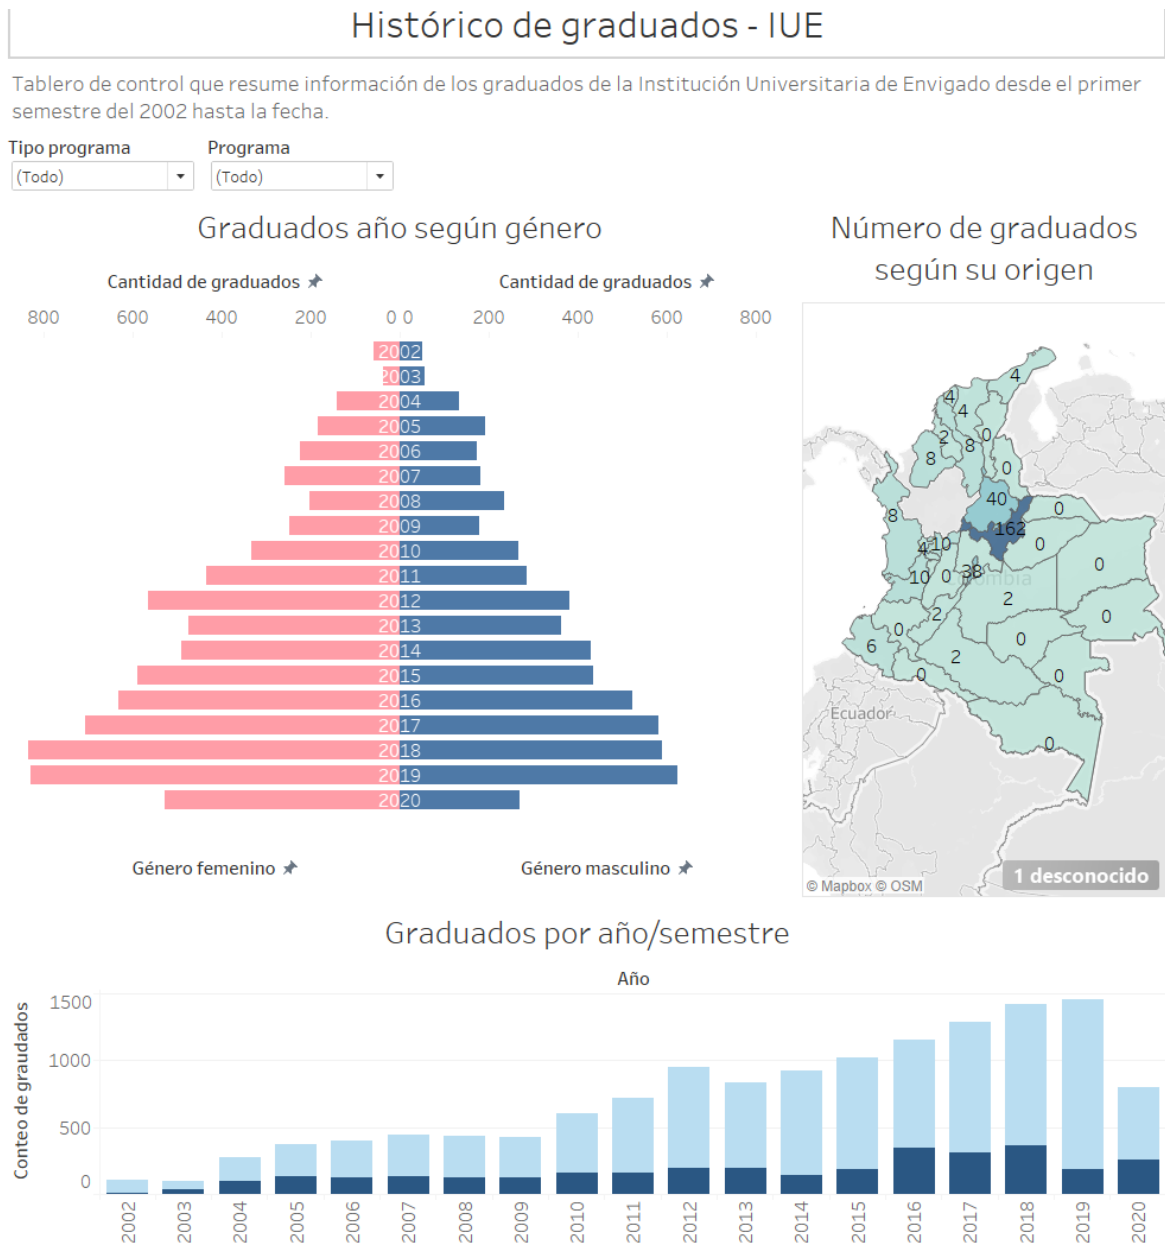 Histórico de graduados - IUE
Tablero de control que resume información de los graduados de la Institución Universitaria de Envigado desde el primer
semestre del 2002 hasta la fecha.
Tipo programa
Programa
(Todo)
(Todo)
Graduados año según género
Cantidad de graduados
Cantidad de graduados
800 600 400 200 0 0 200 400 600 800
2002
2003
2004
2005
2006
2007
2008
2009
2010
2011
2012
2013
2014
2015
2016
2017
2018
2019
2020
Género femenino
Género masculino
Número de graduados
según su origen
4
4
4
2
0
8
8
0
40
8
0
162
4
10
0
10
0
38
0
Colombia
2
0
2
0
0
6
2
0
0
Ecuador
0
1 desconocido
© Mapbox © OSM
Graduados por año/semestre
Año
Conteo de graudados
1500
1000
500
0
2002 2003 2004 2005 2006 2007 2008 2009 2010 2011 2012 2013 2014 2015 2016 2017 2018 2019 2020